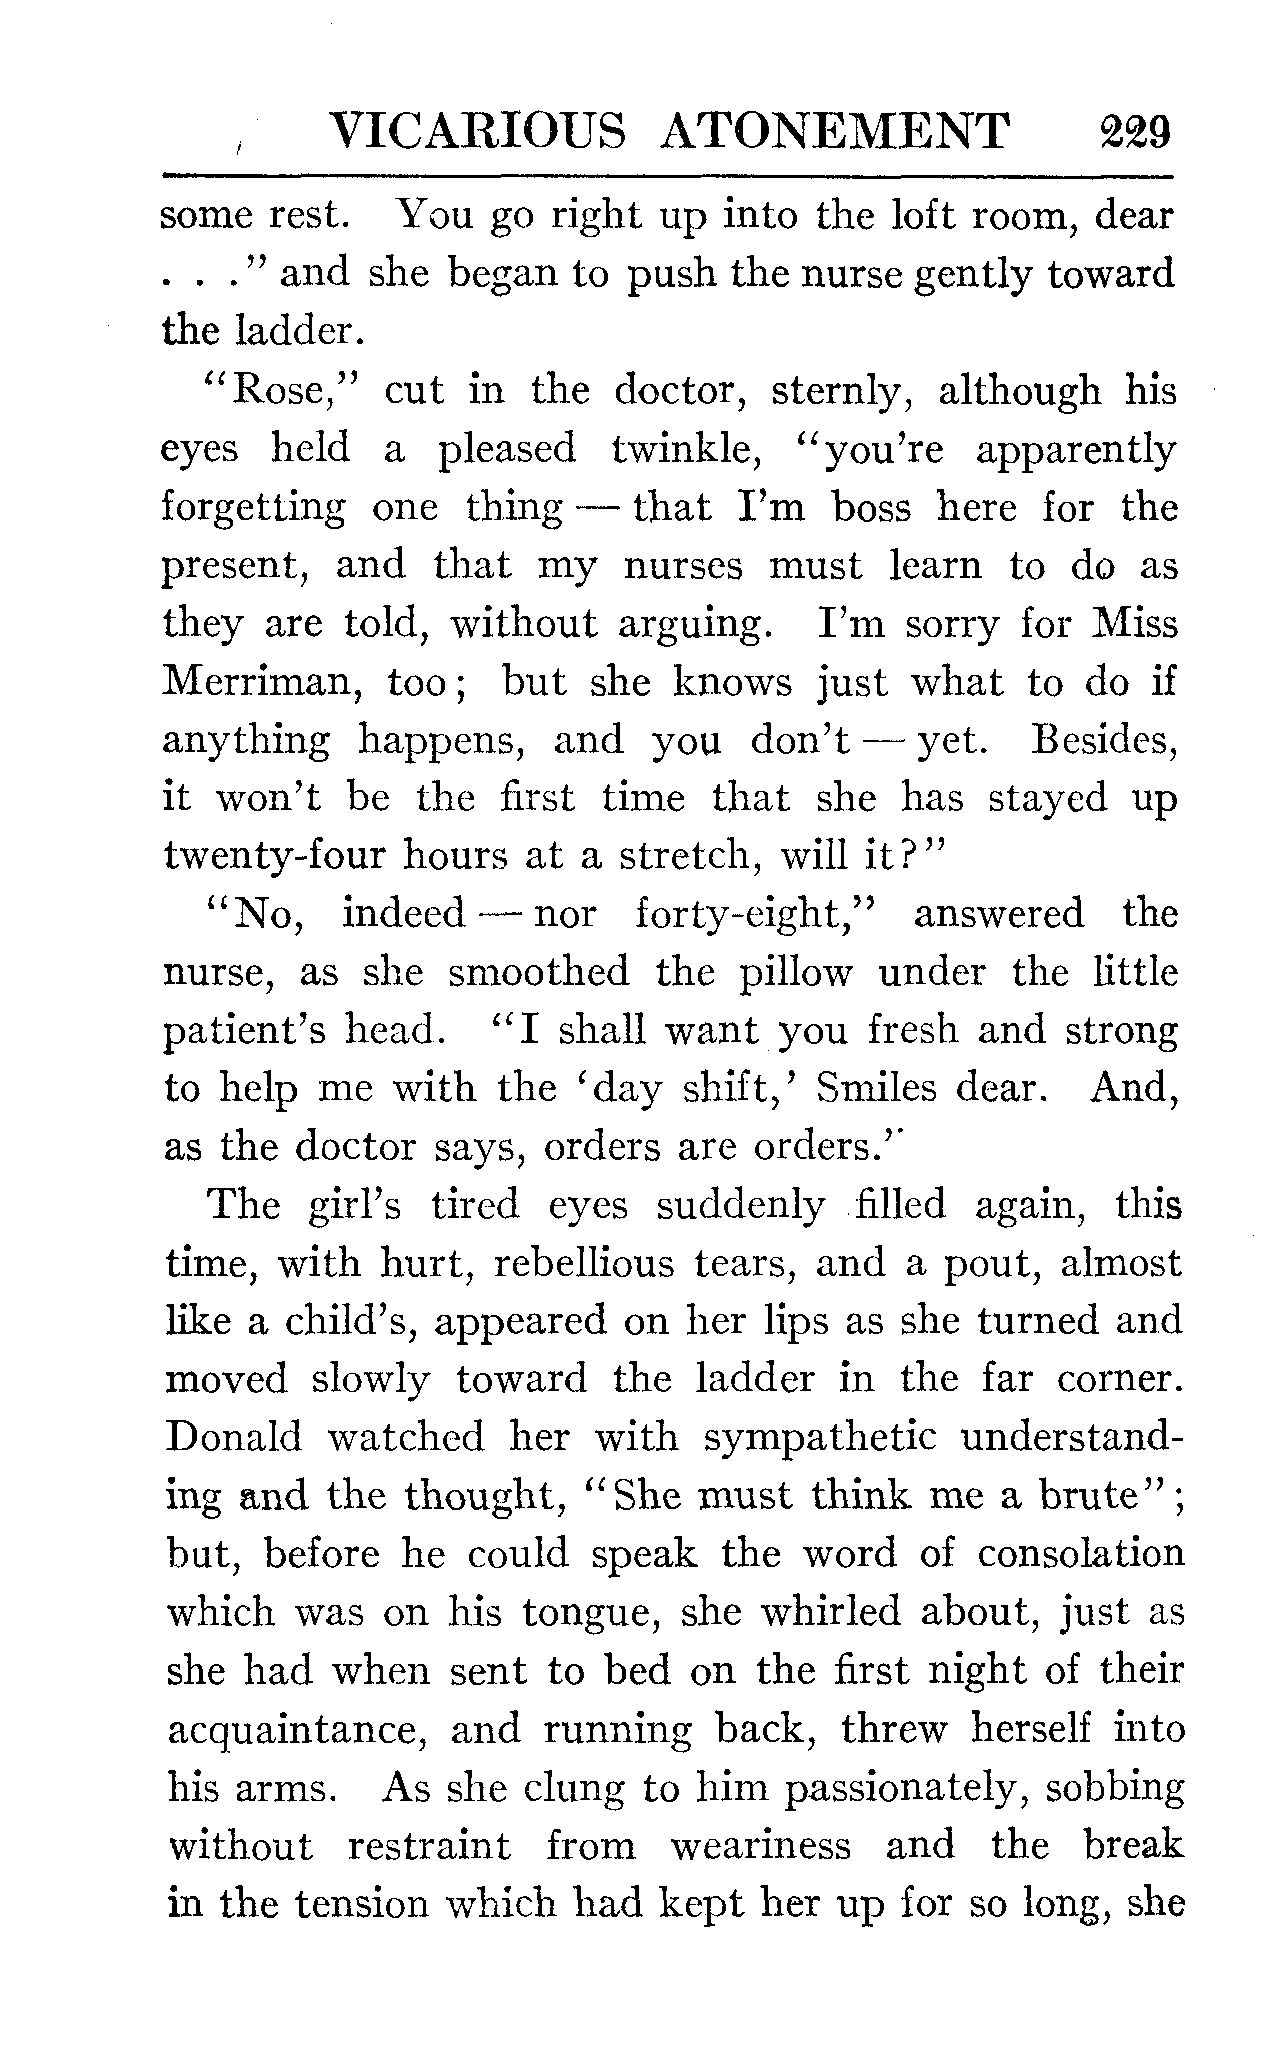 VICARIOUS ATONEMENT 229
some rest. You go right up into the loft room, dear
. . ." and she began to push the nurse gently toward
the ladder.
"Rose," cut in the doctor, sternly, although his
eyes held a pleased twinkle, "you're apparently
forgetting one thing — that I'm boss here for the
present, and that my nurses must learn to do as
they are told, without arguing. I'm sorry for Miss
Merriman, too; but she knows just what to do if
anything happens, and you don't — yet. Besides,
it won't be the first time that she has stayed up
twenty-four hours at a stretch, will it?"
"No, indeed — nor forty-eight," answered the
nurse, as she smoothed the pillow under the little
patient's head. "I shall want you fresh and strong
to help me with the 'day shift,' Smiles dear. And,
as the doctor says, orders are orders."
The girl's tired eyes suddenly filled again, this
time, with hurt, rebellious tears, and a pout, almost
like a child's, appeared on her lips as she turned and
moved slowly toward the ladder in the far corner.
Donald watched her with sympathetic understand-
ing and the thought, "She must think me a brute";
but, before he could speak the word of consolation
which was on his tongue, she whirled about, just as
she had when sent to bed on the first night of their
acquaintance, and running back, threw herself into
his arms. As she clung to him passionately, sobbing
without restraint from weariness and the break
in the tension which had kept her up for so long, she